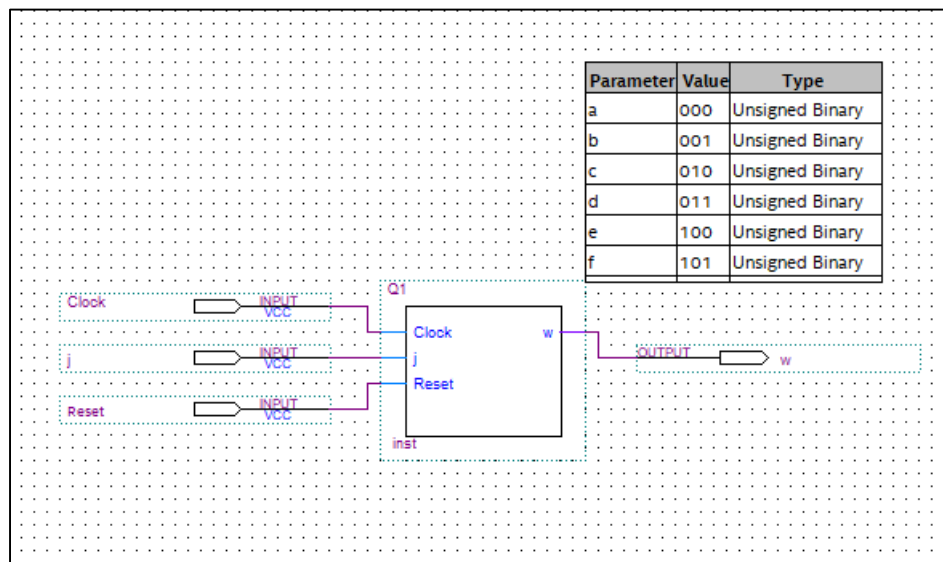 Parameter Value Type
a 000 Unsigned Binary
b 001 Unsigned Binary
c 010 Unsigned Binary
d 011 Unsigned Binary
e 100 Unsigned Binary
f 101 Unsigned Binary
Q1
Clock INPUT
VCC
Clock w
j INPUT
VCC
j
OUTPUT w
Reset
Reset INPUT
VCC
inst